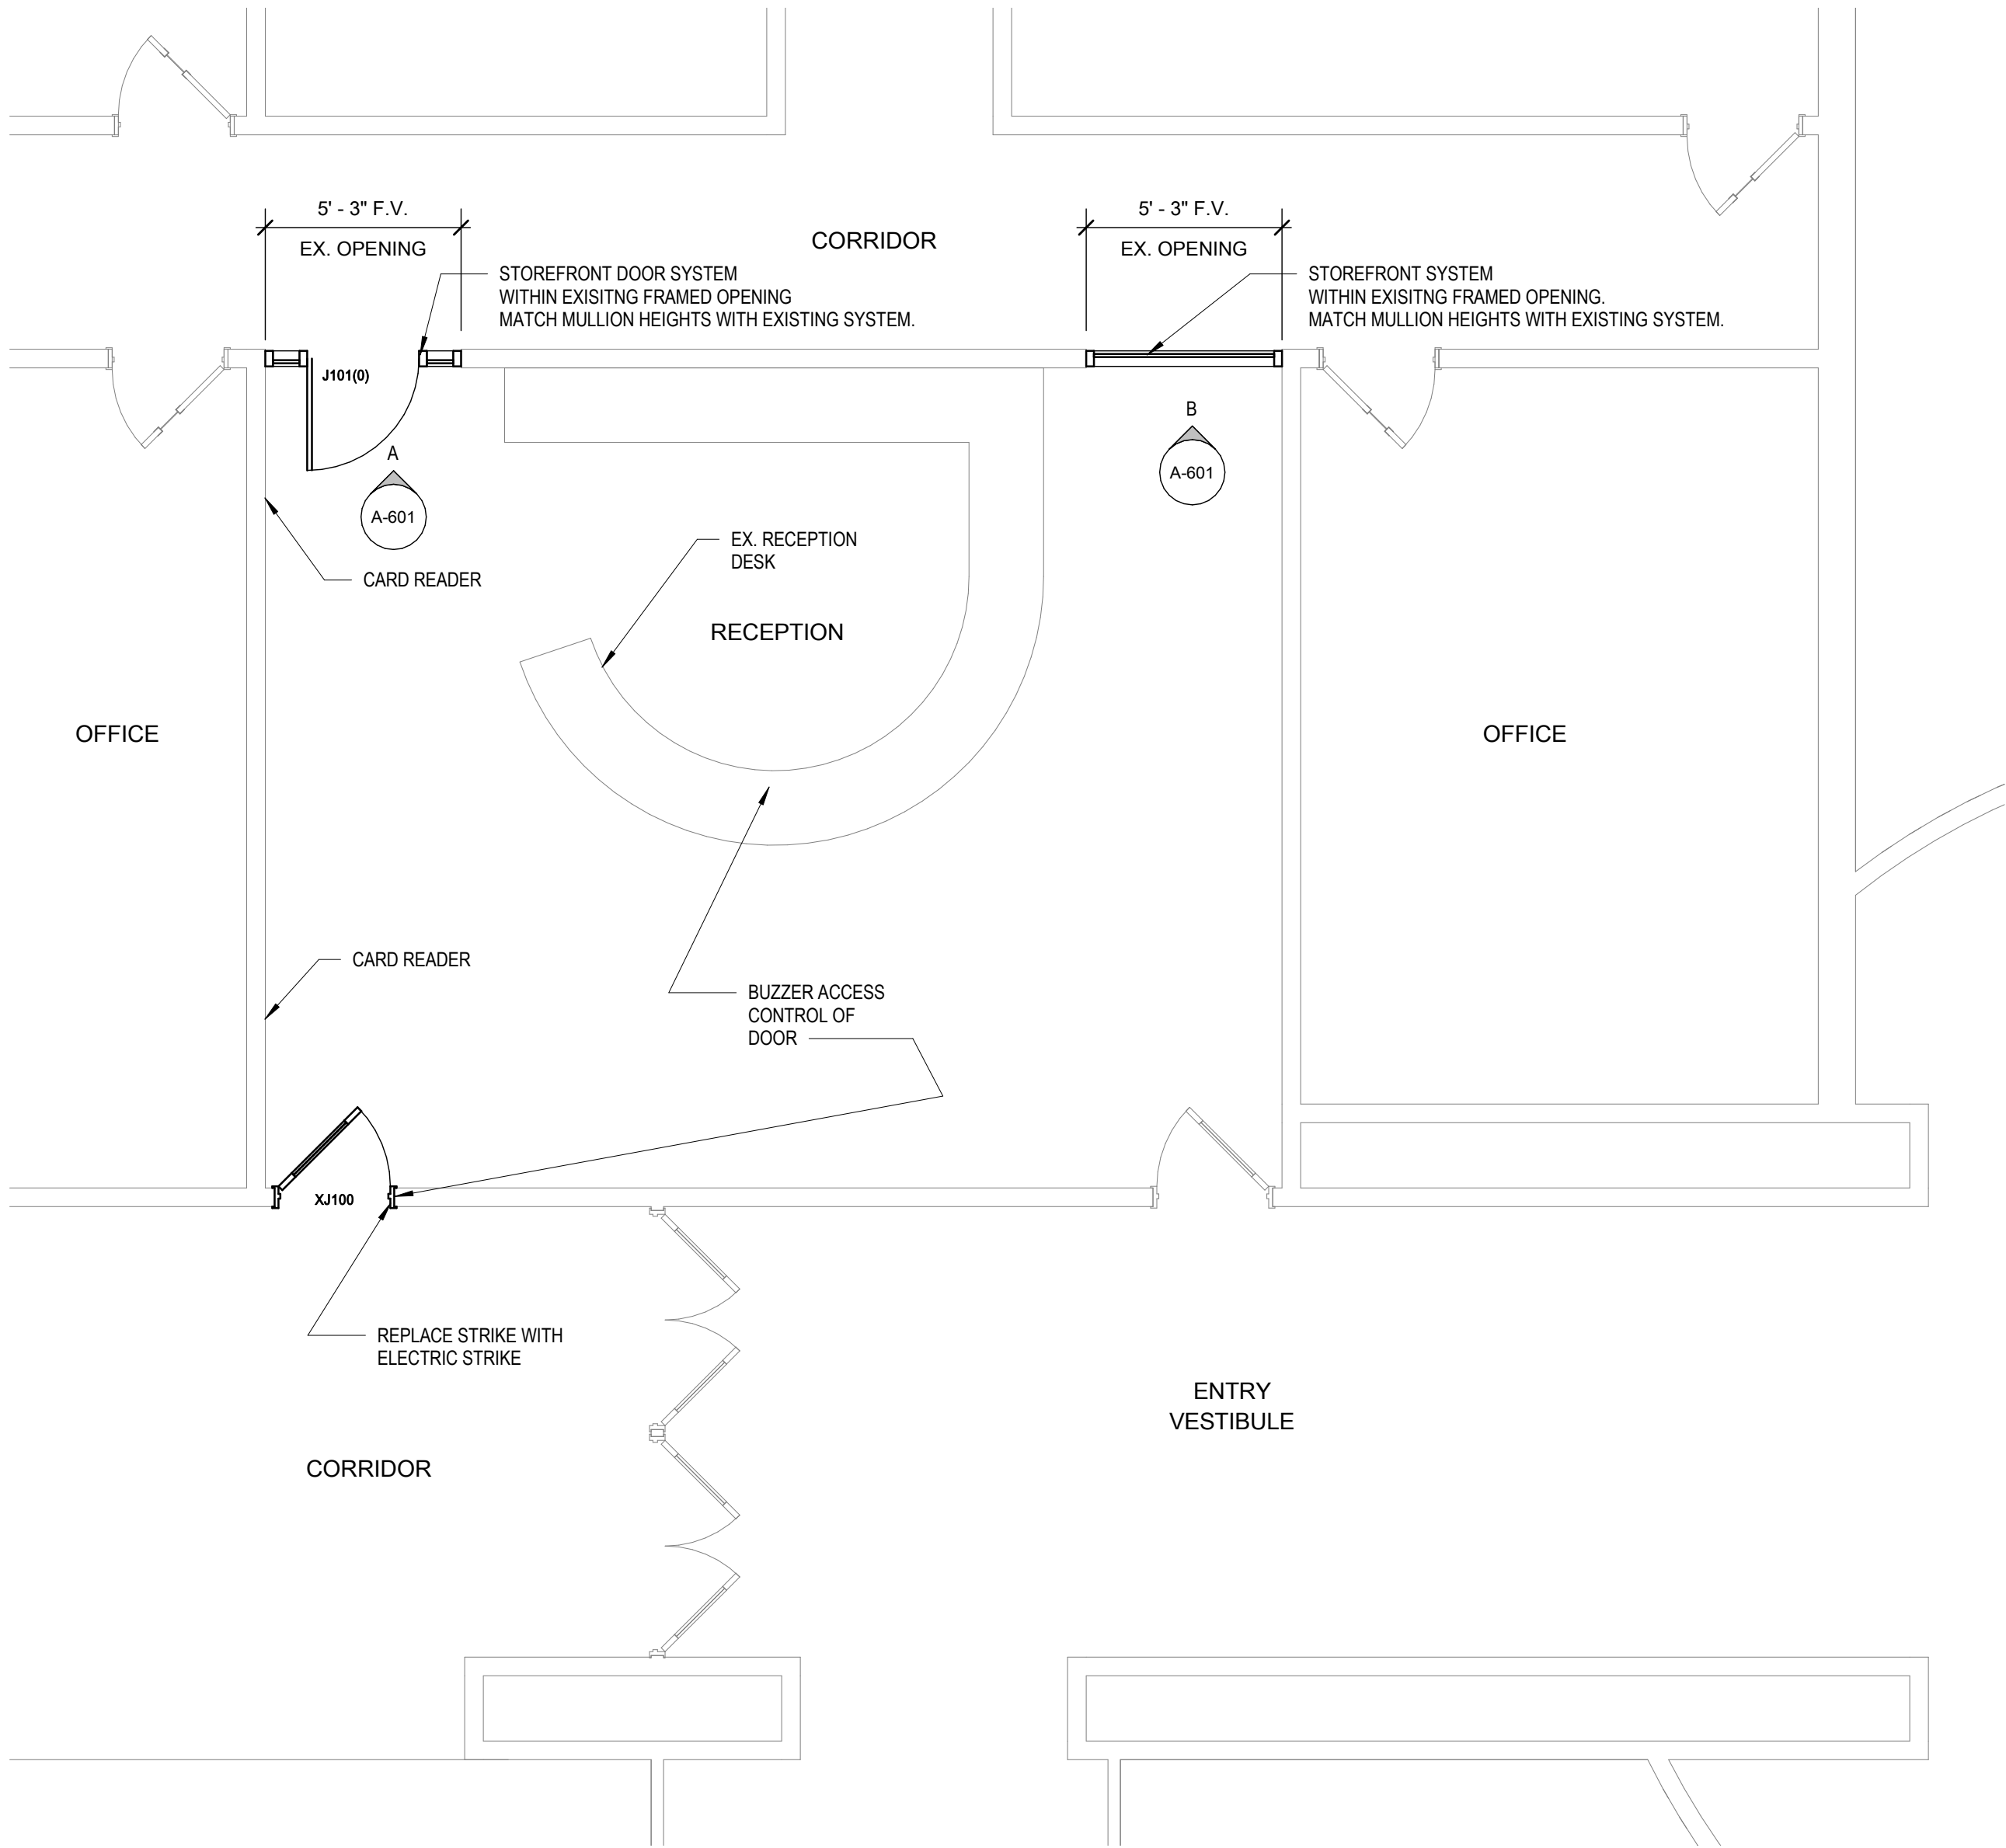 5' - 3" F.V.
EX. OPENING
5' - 3" F.V.
EX. OPENING
CORRIDOR
STOREFRONT DOOR SYSTEM
WITHIN EXISITNG FRAMED OPENING
MATCH MULLION HEIGHTS WITH EXISTING SYSTEM.
STOREFRONT SYSTEM
WITHIN EXISITNG FRAMED OPENING.
MATCH MULLION HEIGHTS WITH EXISTING SYSTEM.
J101(0)
A
A-601
B
A-601
CARD READER
EX. RECEPTION
DESK
RECEPTION
OFFICE
OFFICE
CARD READER
BUZZER ACCESS
CONTROL OF
DOOR
XJ100
REPLACE STRIKE WITH
ELECTRIC STRIKE
ENTRY
VESTIBULE
CORRIDOR